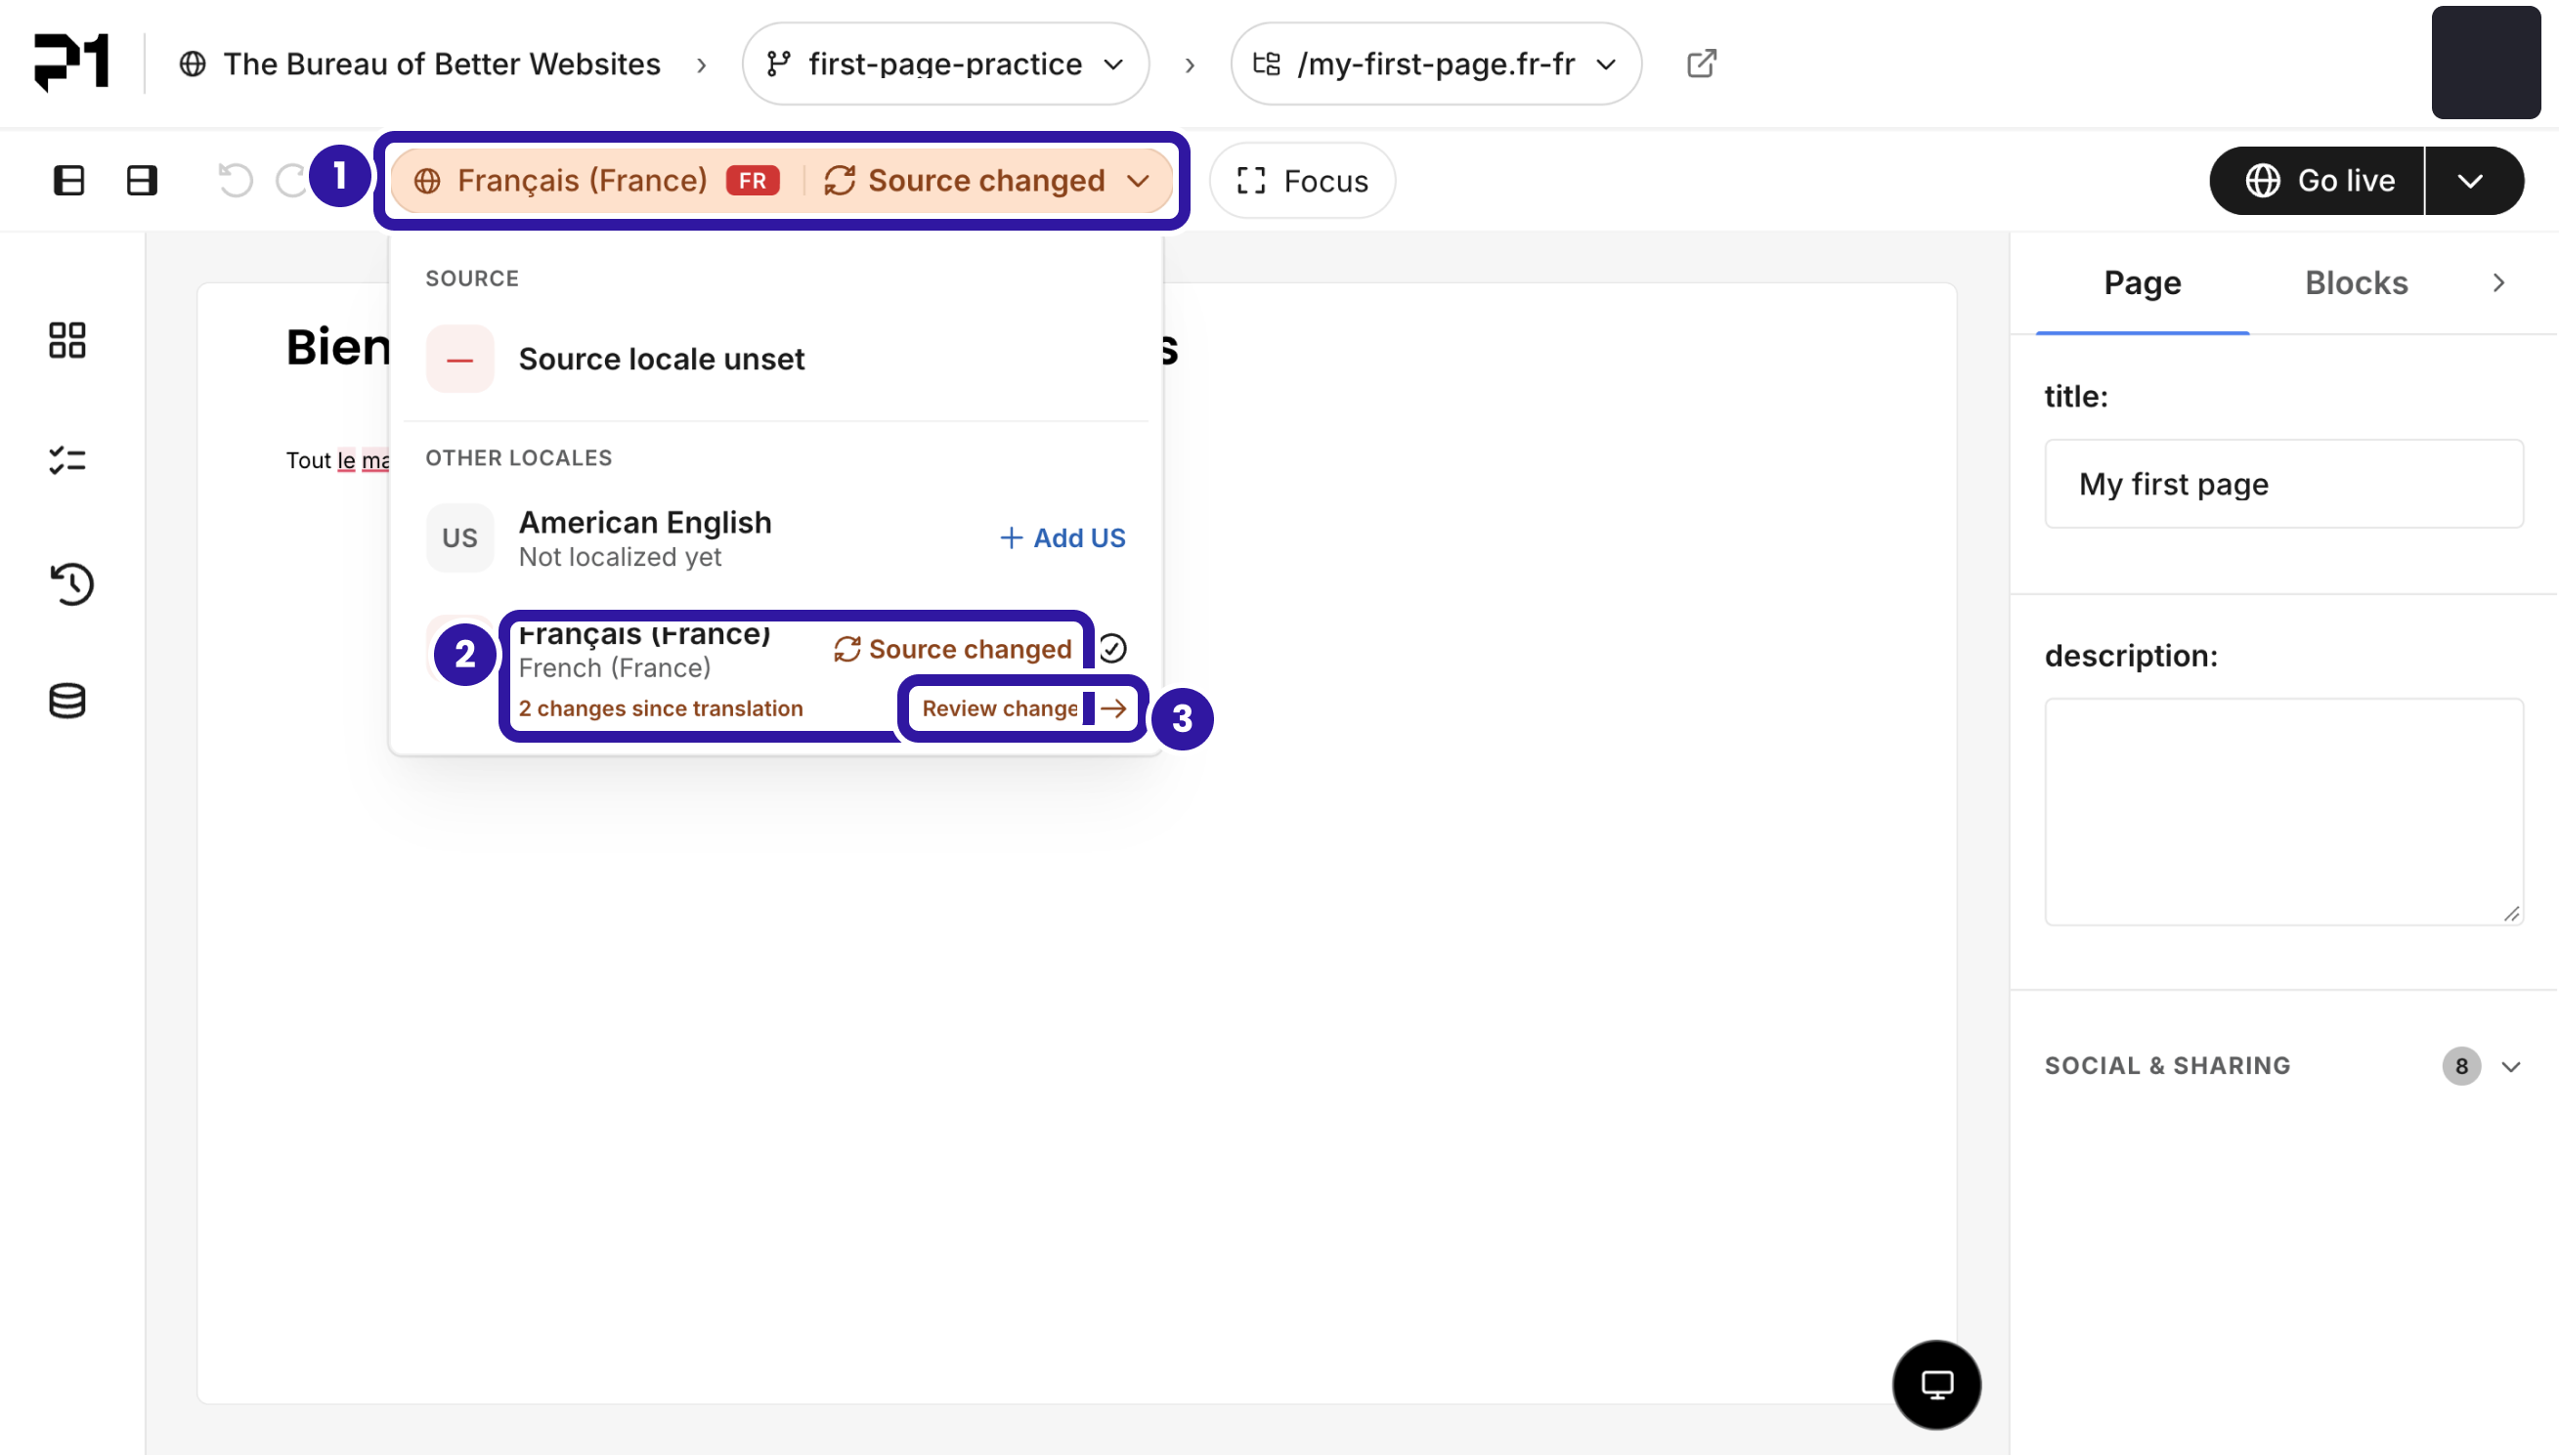 P1
The Bureau of Better Websites
first-page-practice
/my-first-page.fr-fr
1
Français (France) FR
Source changed
Focus
Go live
SOURCE
Source locale unset
OTHER LOCALES
US
American English
Not localized yet
+ Add US
2
Français (France)
French (France)
Source changed
2 changes since translation
Review change
3
Bien
s
Tout le ma
Page
Blocks
title:
My first page
description:
SOCIAL & SHARING
8